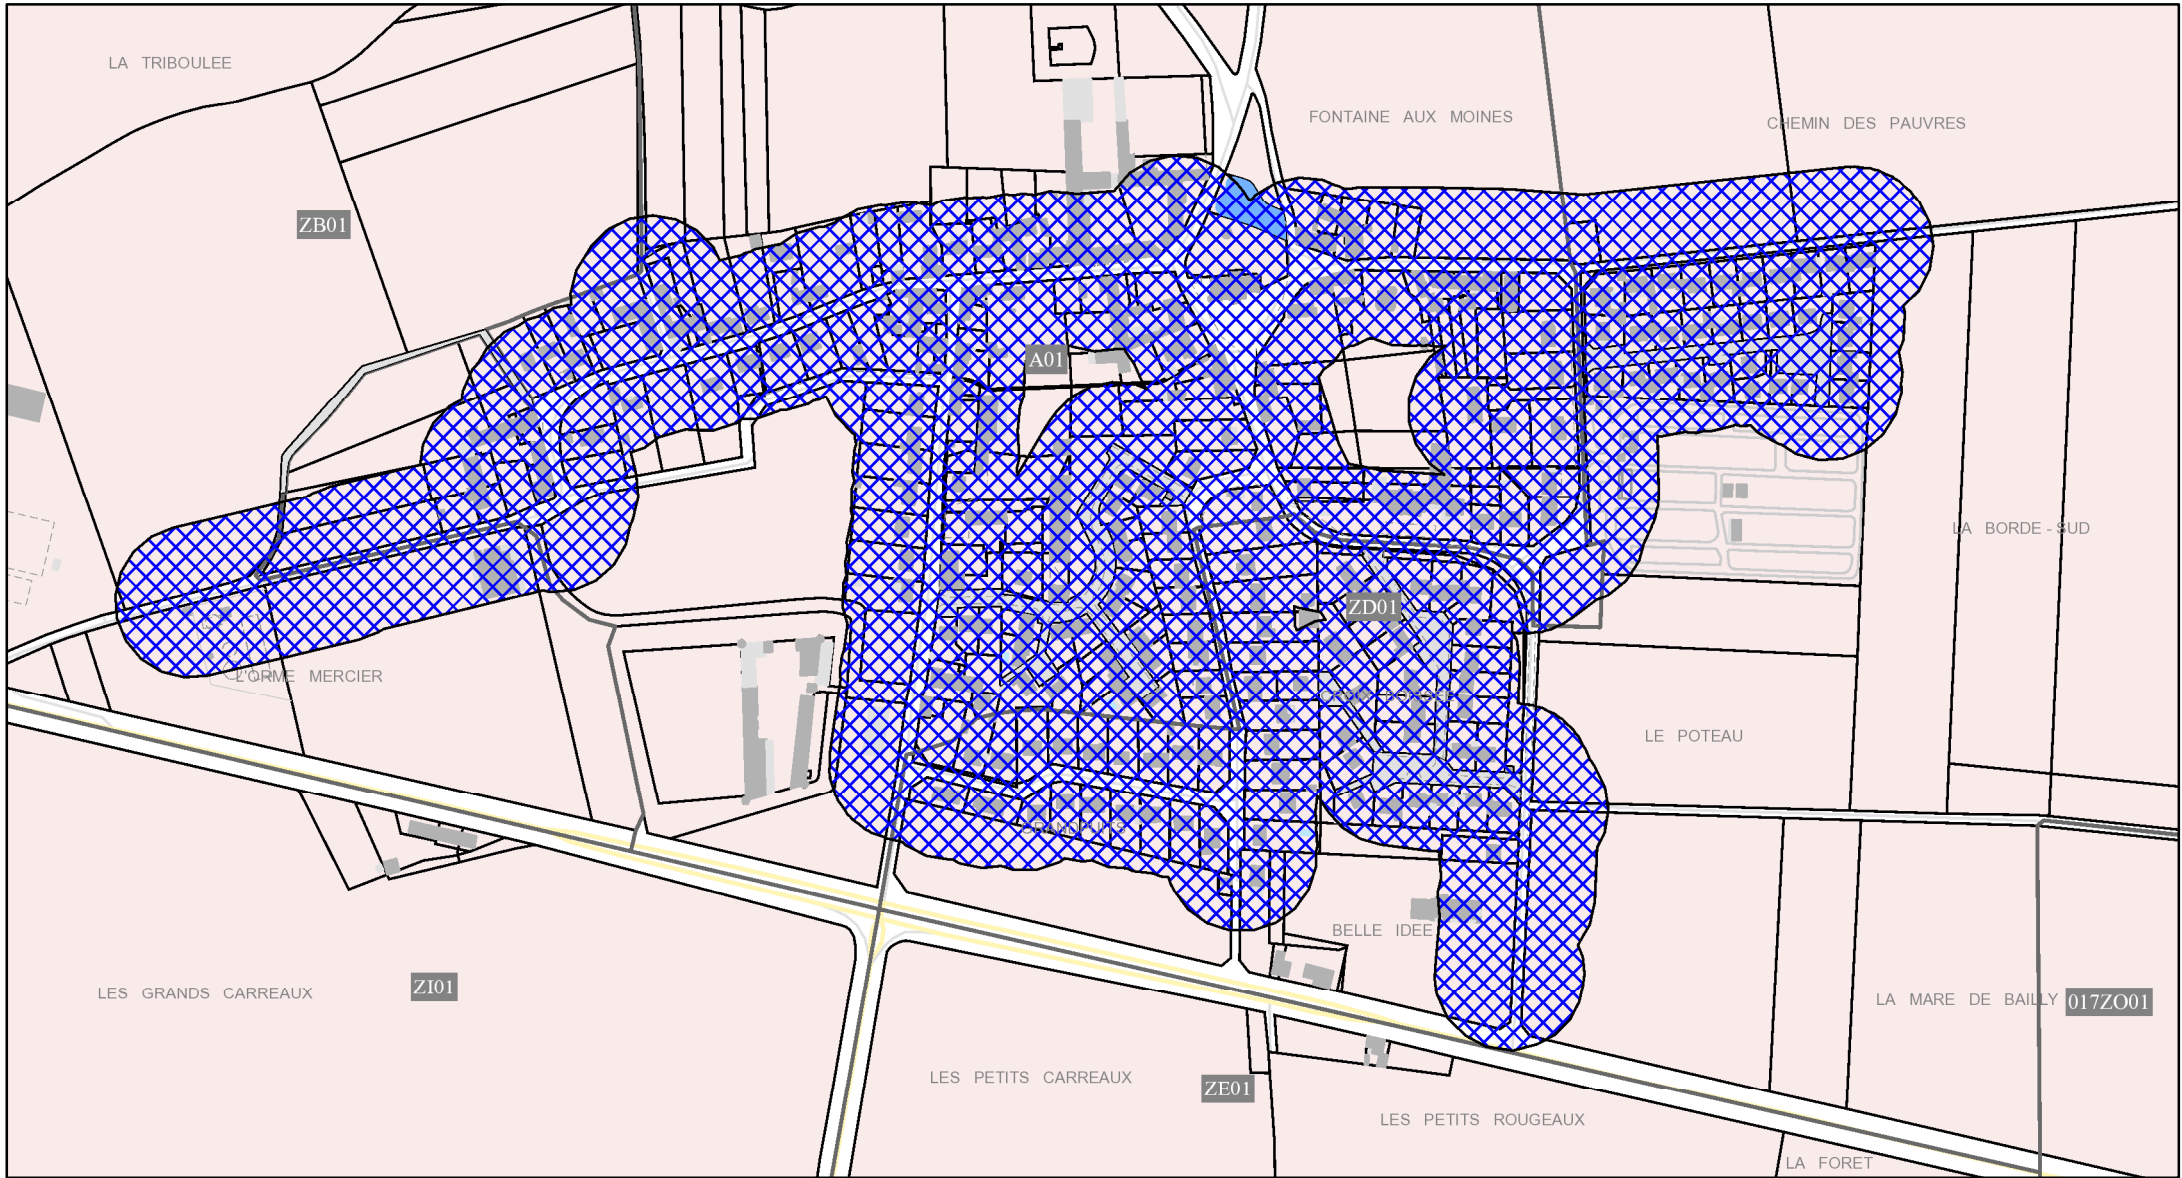 LA TRIBOULEE
FONTAINE AUX MOINES
CHEMIN DES PAUVRES
ZB01
A01
LA BORDE - SUD
ZD01
L'ORME MERCIER
LE POTEAU
GRANDPUITS
BELLE IDEE
LES GRANDS CARREAUX
ZI01
LA MARE DE BAILLY
017ZO01
LES PETITS CARREAUX
ZE01
LES PETITS ROUGEAUX
LA FORET